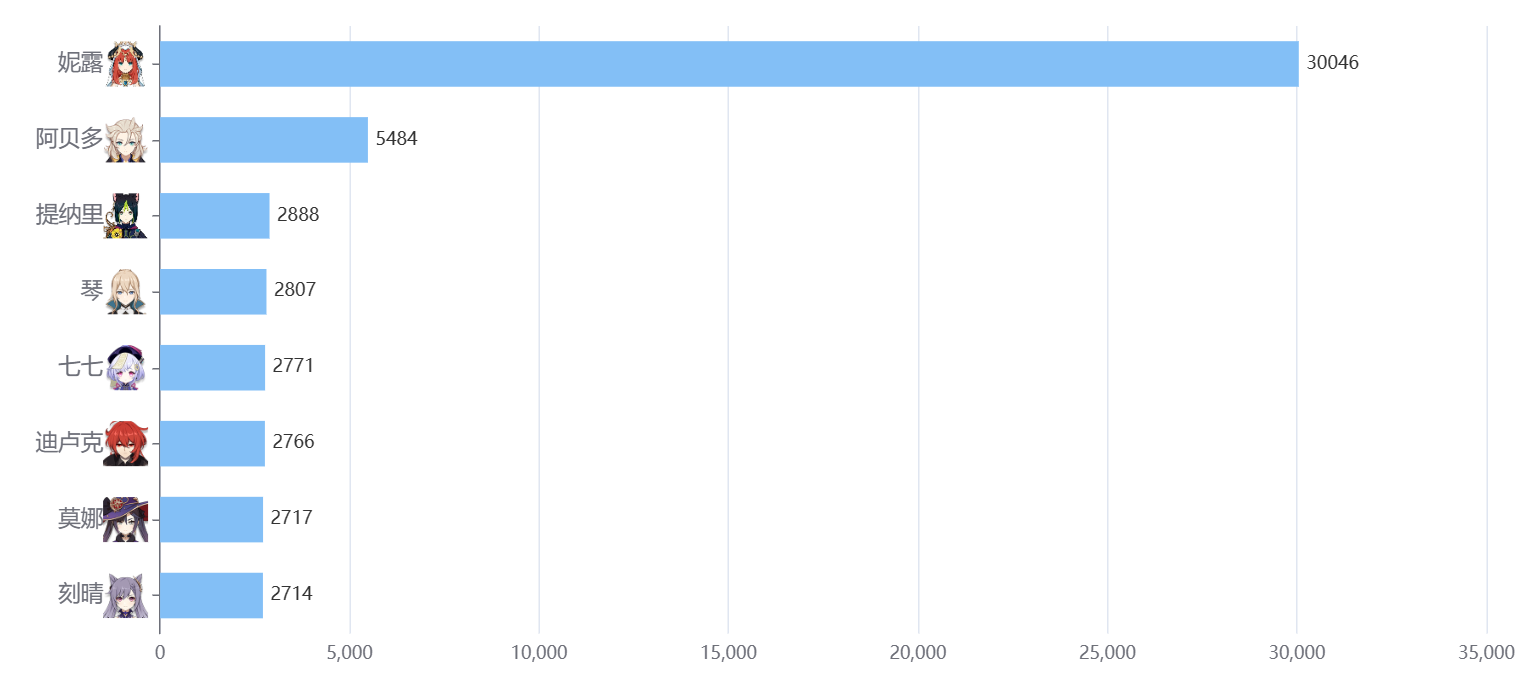 妮露 30046
阿贝多 5484
提纳里 2888
琴 2807
七七 2771
迪卢克 2766
莫娜 2717
刻晴 2714
0 5,000 10,000 15,000 20,000 25,000 30,000 35,000